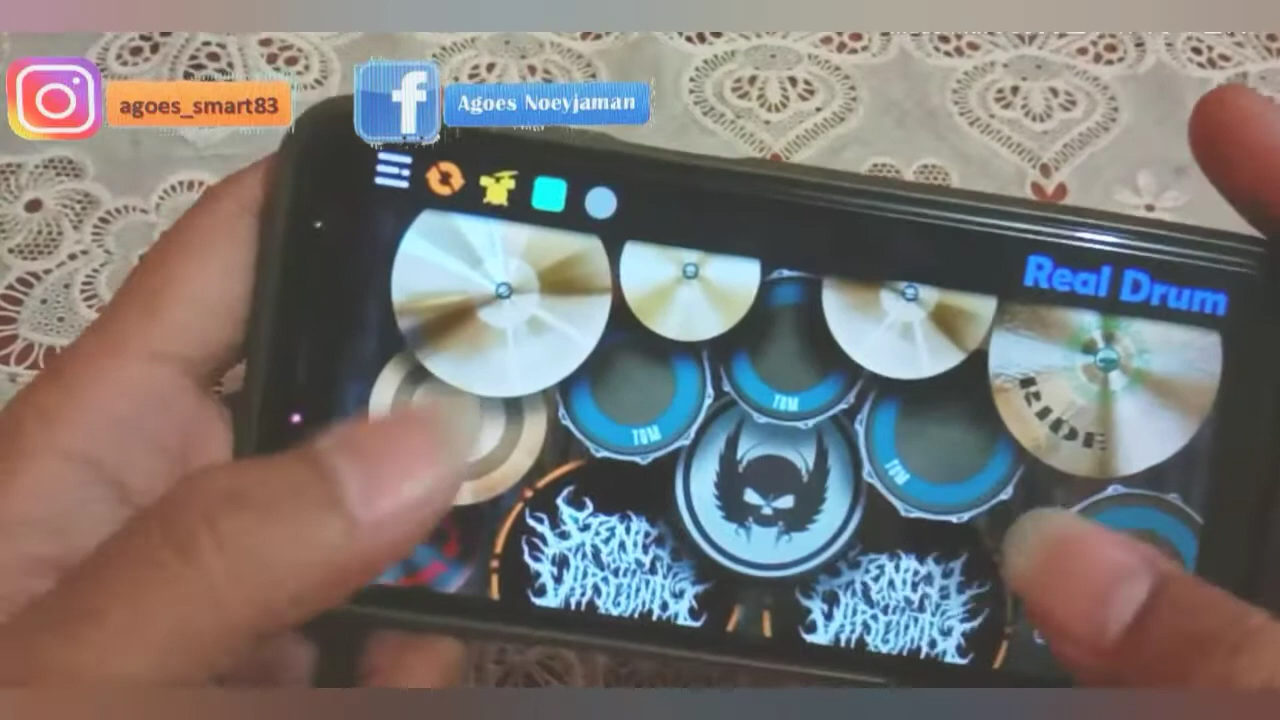 agoes_smart83
Agoes Noeyjaman
Real Drum
TOM
TOM
TOM
RIDE